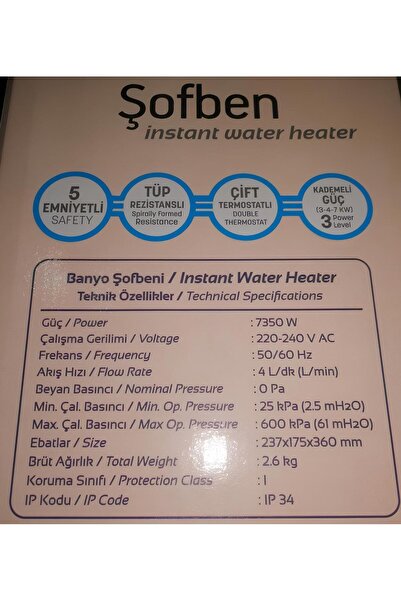 Şofben
instant water heater
5
EMNİYETLİ
SAFETY
TÜP
REZİSTANSLI
Spirally Formed
Resistance
ÇİFT
TERMOSTATLI
DOUBLE
THERMOSTAT
KADEMELİ
GÜÇ
(3-4-7 KW)
3 Power
Level
Banyo Şofbeni / Instant Water Heater
Teknik Özellikler / Technical Specifications
Güç / Power : 7350 W
Çalışma Gerilimi / Voltage : 220-240 V AC
Frekans / Frequency : 50/60 Hz
Akış Hızı / Flow Rate : 4 L/dk (L/min)
Beyan Basıncı / Nominal Pressure : 0 Pa
Min. Çal. Basıncı / Min. Op. Pressure : 25 kPa (2.5 mH2O)
Max. Çal. Basıncı / Max Op. Pressure : 600 kPa (61 mH2O)
Ebatlar / Size : 237x175x360 mm
Brüt Ağırlık / Total Weight : 2.6 kg
Koruma Sınıfı / Protection Class : I
IP Kodu / IP Code : IP 34